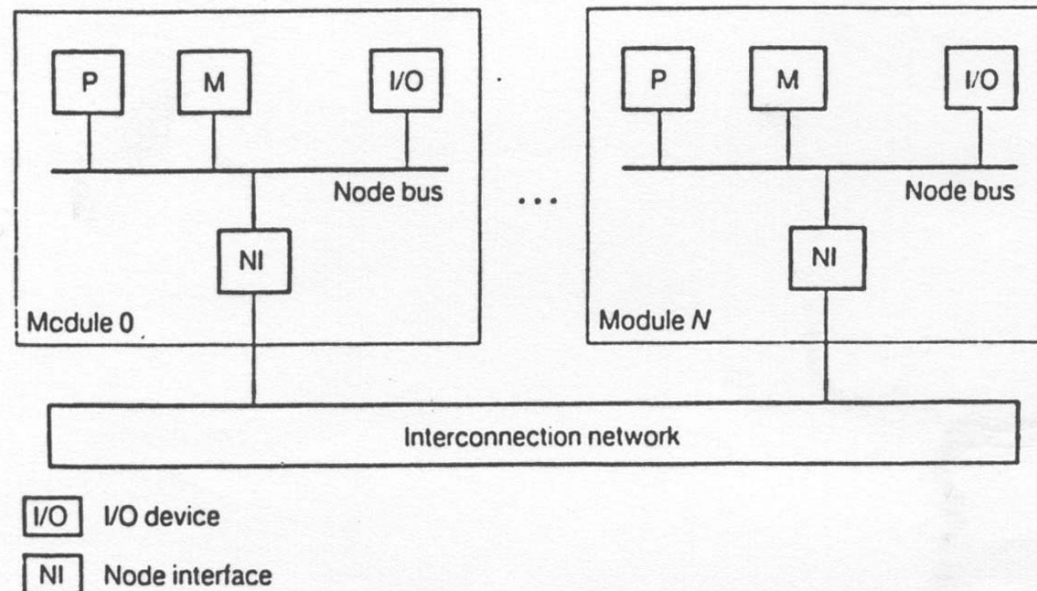 P M I/O
Node bus
NI
Mcdule 0
...
P M I/O
Node bus
NI
Module N
Interconnection network
I/O I/O device
NI Node interface